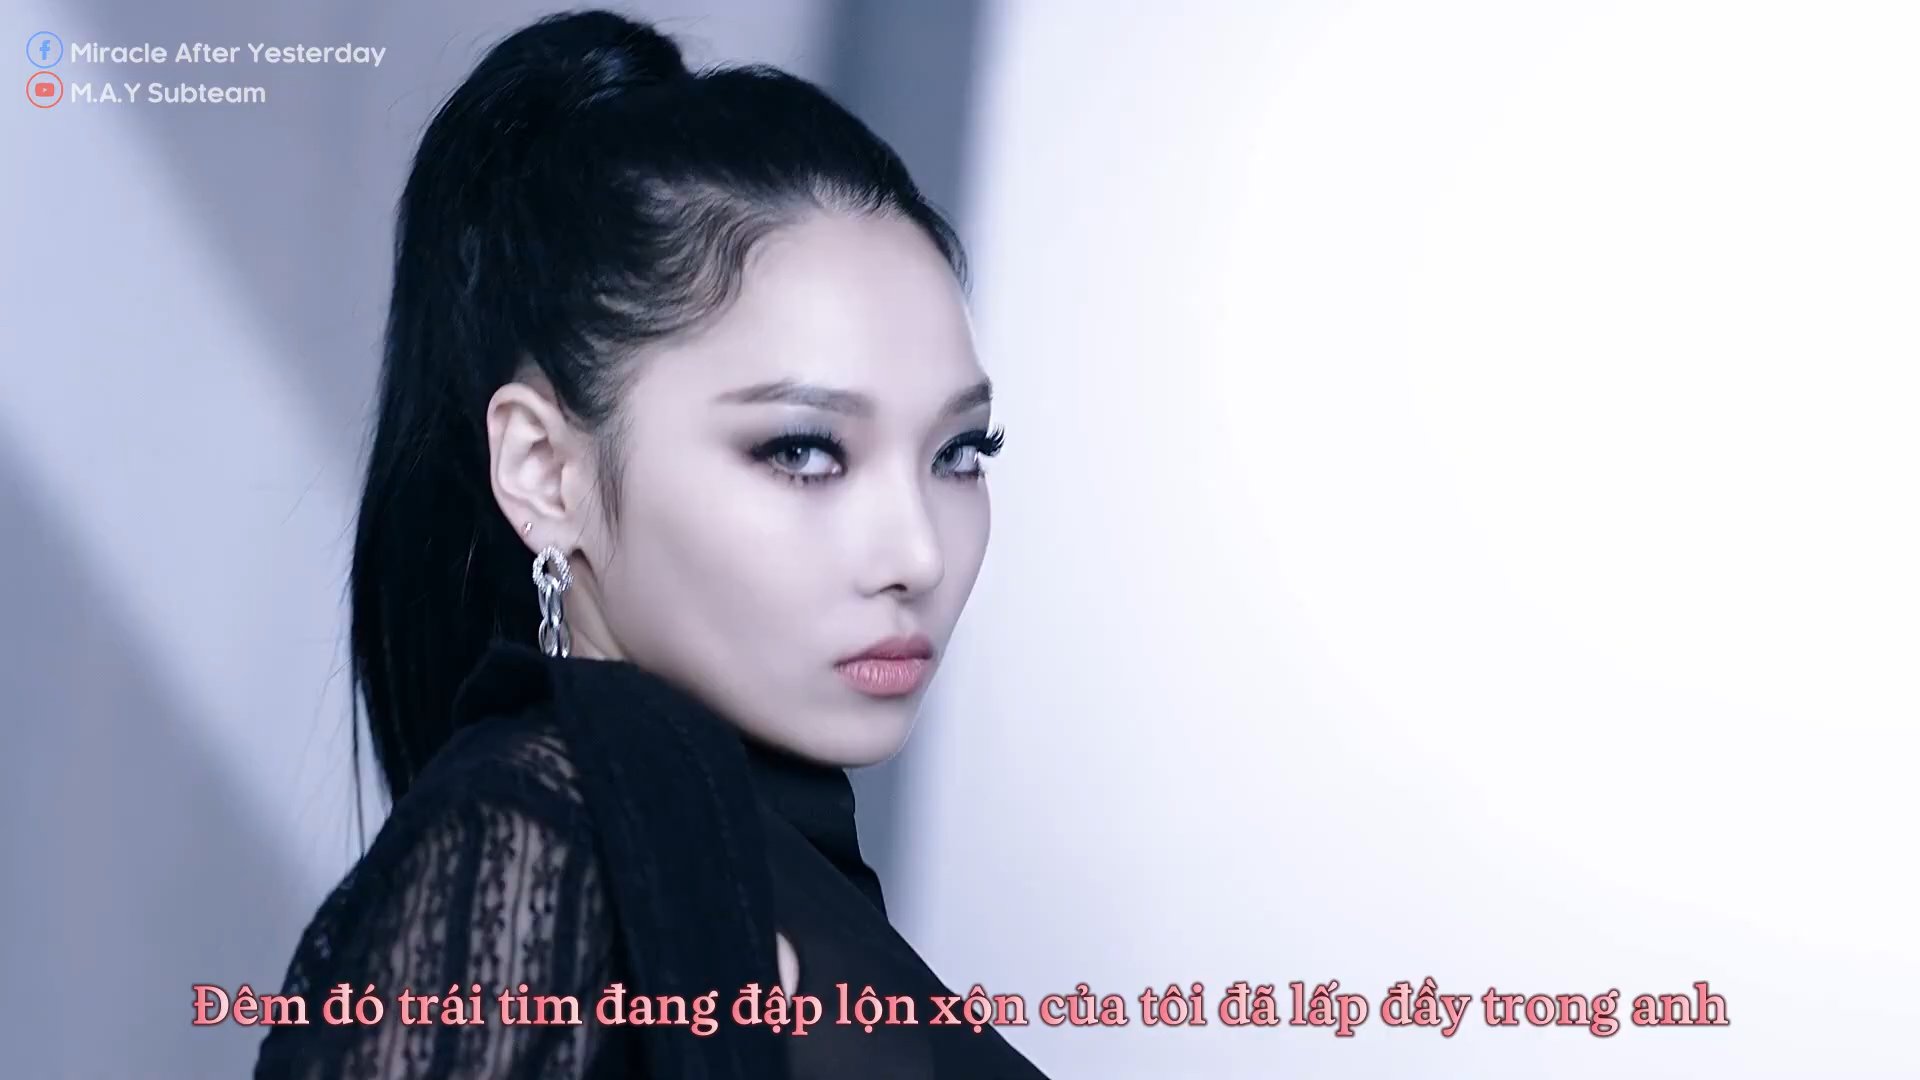 Miracle After Yesterday
M.A.Y Subteam
Đêm đó trái tim đang đập lộn xộn của tôi đã lấp đầy trong anh